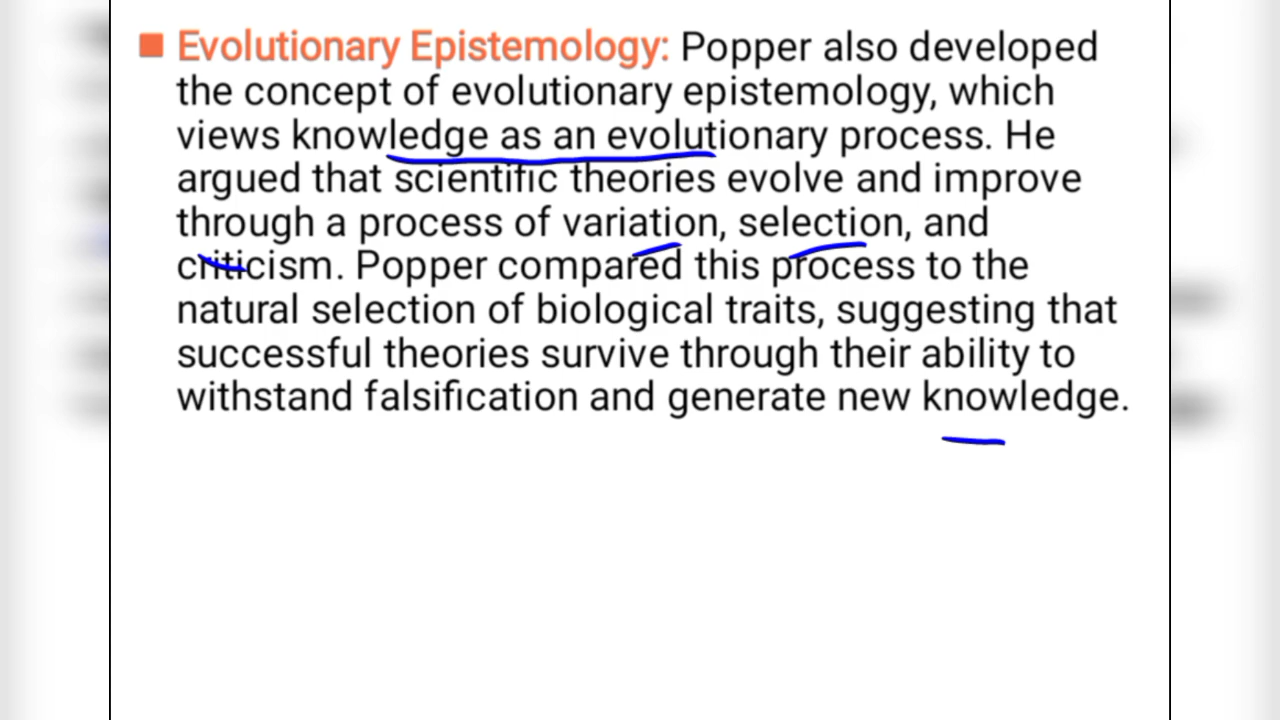 Evolutionary Epistemology: Popper also developed
the concept of evolutionary epistemology, which
views knowledge as an evolutionary process. He
argued that scientific theories evolve and improve
through a process of variation, selection, and
criticism. Popper compared this process to the
natural selection of biological traits, suggesting that
successful theories survive through their ability to
withstand falsification and generate new knowledge.